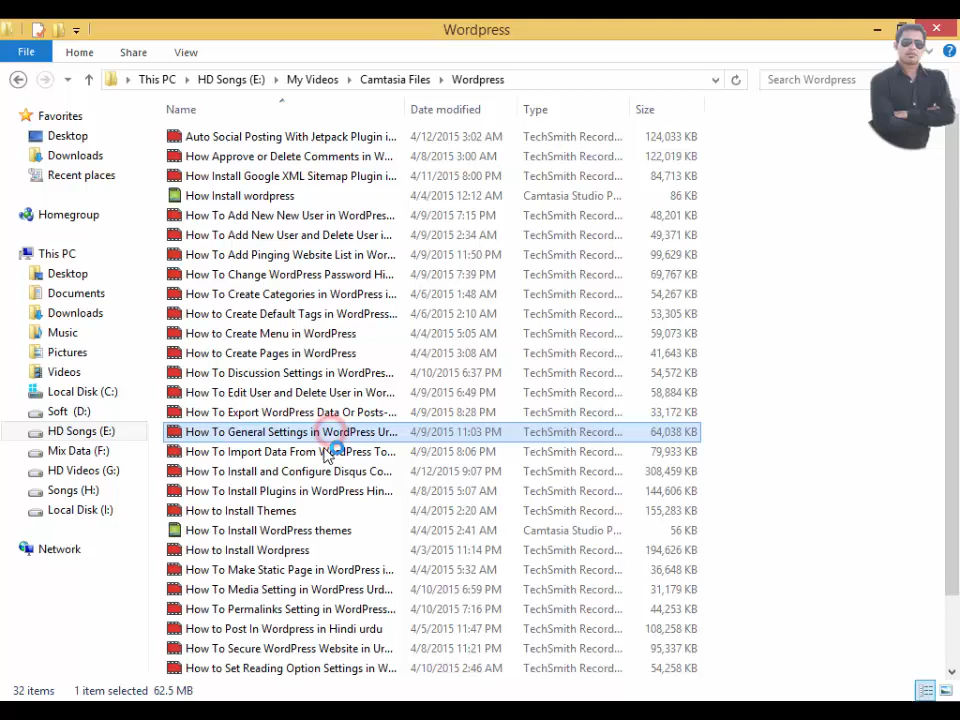 Wordpress
File Home Share View
This PC HD Songs (E:) My Videos Camtasia Files Wordpress Search Wordpress
Name Date modified Type Size
Favorites
Desktop
Downloads
Recent places
Homegroup
This PC
Desktop
Documents
Downloads
Music
Pictures
Videos
Local Disk (C:)
Soft (D:)
HD Songs (E:)
Mix Data (F:)
HD Videos (G:)
Songs (H:)
Local Disk (I:)
Network
Auto Social Posting With Jetpack Plugin i... 4/12/2015 3:02 AM TechSmith Record... 124,033 KB
How Approve or Delete Comments in W... 4/8/2015 3:00 AM TechSmith Record... 122,019 KB
How Install Google XML Sitemap Plugin i... 4/11/2015 8:00 PM TechSmith Record... 84,713 KB
How Install wordpress 4/4/2015 12:12 AM Camtasia Studio P... 86 KB
How To Add New New User in WordPres... 4/9/2015 7:15 PM TechSmith Record... 48,201 KB
How To Add New User and Delete User i... 4/9/2015 2:34 AM TechSmith Record... 49,371 KB
How To Add Pinging Website List in Wor... 4/9/2015 11:50 PM TechSmith Record... 99,629 KB
How To Change WordPress Password Hi... 4/9/2015 7:39 PM TechSmith Record... 69,767 KB
How To Create Categories in WordPress i... 4/6/2015 1:48 AM TechSmith Record... 54,267 KB
How to Create Default Tags in WordPress... 4/6/2015 2:10 AM TechSmith Record... 53,305 KB
How to Create Menu in WordPress 4/4/2015 5:05 AM TechSmith Record... 59,073 KB
How to Create Pages in WordPress 4/4/2015 3:08 AM TechSmith Record... 41,643 KB
How To Discussion Settings in WordPres... 4/10/2015 6:37 PM TechSmith Record... 54,572 KB
How To Edit User and Delete User in Wor... 4/9/2015 6:49 PM TechSmith Record... 58,884 KB
How To Export WordPress Data Or Posts-... 4/9/2015 8:28 PM TechSmith Record... 33,172 KB
How To General Settings in WordPress Ur... 4/9/2015 11:03 PM TechSmith Record... 64,038 KB
How To Import Data From WordPress To... 4/9/2015 8:06 PM TechSmith Record... 79,933 KB
How To Install and Configure Disqus Co... 4/12/2015 9:07 PM TechSmith Record... 308,459 KB
How To Install Plugins in WordPress Hin... 4/8/2015 5:07 AM TechSmith Record... 144,606 KB
How to Install Themes 4/4/2015 2:20 AM TechSmith Record... 155,283 KB
How To Install WordPress themes 4/4/2015 2:41 AM Camtasia Studio P... 56 KB
How to Install Wordpress 4/3/2015 11:14 PM TechSmith Record... 194,626 KB
How To Make Static Page in WordPress i... 4/4/2015 5:32 AM TechSmith Record... 36,648 KB
How To Media Setting in WordPress Urd... 4/10/2015 6:59 PM TechSmith Record... 31,179 KB
How To Permalinks Setting in WordPress... 4/10/2015 7:16 PM TechSmith Record... 44,253 KB
How to Post In Wordpress in Hindi urdu 4/5/2015 11:47 PM TechSmith Record... 108,258 KB
How To Secure WordPress Website in Ur... 4/8/2015 11:21 PM TechSmith Record... 95,337 KB
How to Set Reading Option Settings in W... 4/10/2015 2:46 AM TechSmith Record... 54,258 KB
32 items 1 item selected 62.5 MB